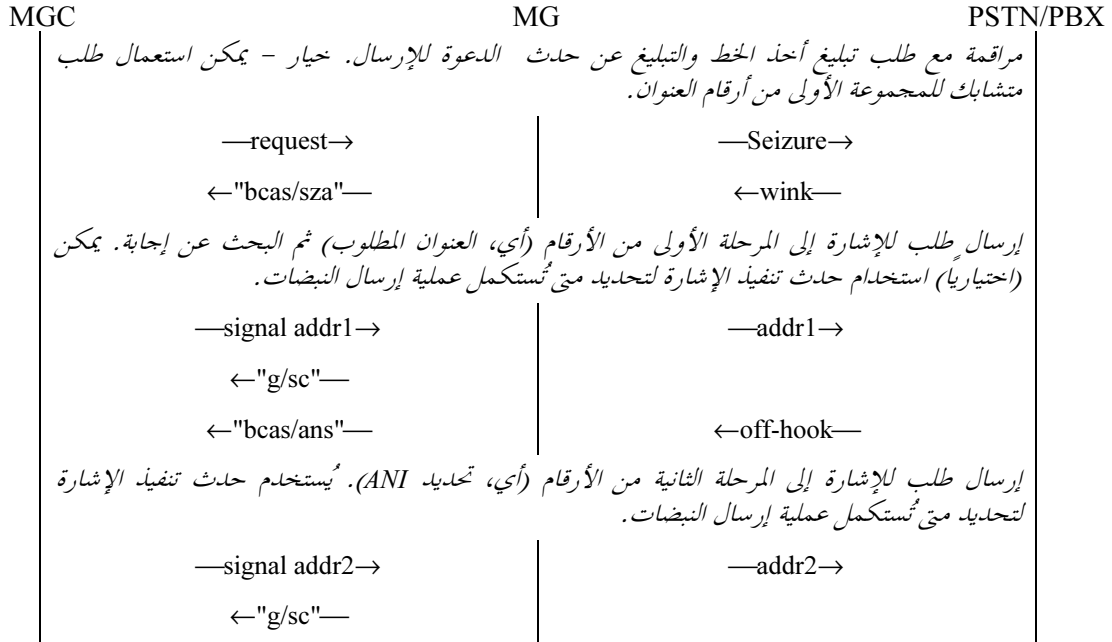 MGC MG PSTN/PBX
مراقمة مع طلب تبليغ أخذ الخط والتبليغ عن حدث الدعوة للإرسال. خيار – يمكن استعمال طلب
متشابك للمجموعة الأولى من أرقام العنوان.
—request→ —Seizure→
←"bcas/sza"— ←wink—
إرسال طلبٍ للإشارة إلى المرحلة الأولى من الأرقام (أي، العنوان المطلوب) ثم البحث عن إجابة. يمكن
(اختيارياً) استخدام حدث تنفيذ الإشارة لتحديد متى تُستكمل عملية إرسال النبضات.
—signal addr1→ —addr1→
←"g/sc"—
←"bcas/ans"— ←off-hook—
إرسال طلب للإشارة إلى المرحلة الثانية من الأرقام (أي، تحديد ANI). يُستخدم حدث تنفيذ الإشارة
لتحديد متى تُستكمل عملية إرسال النبضات.
—signal addr2→ —addr2→
←"g/sc"—